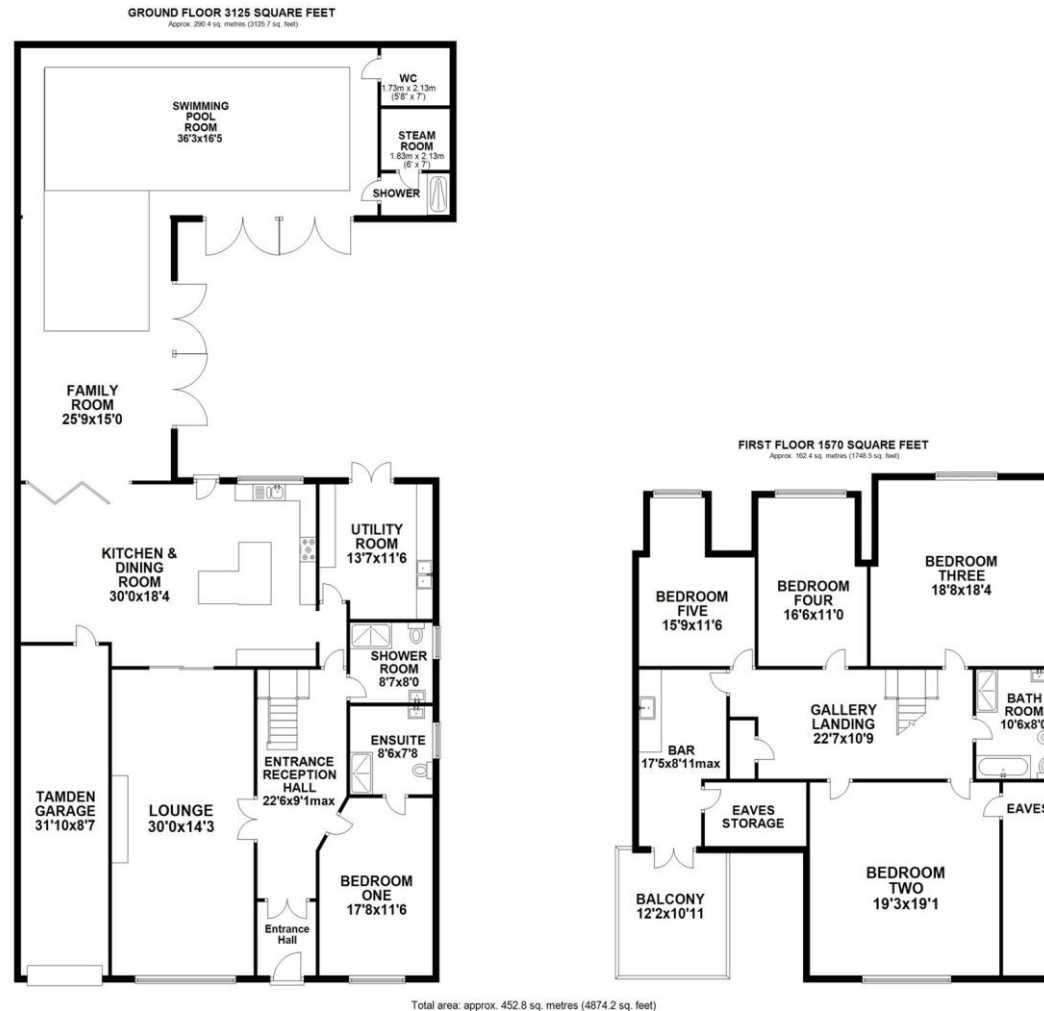 GROUND FLOOR 3125 SQUARE FEET
Approx. 290.4 sq. metres (3125.7 sq. feet)
WC
1.73m x 2.13m
(5'8" x 7')
SWIMMING
POOL
ROOM
36'3x16'5
STEAM
ROOM
1.83m x 2.13m
(6' x 7')
SHOWER
FAMILY
ROOM
25'9x15'0
KITCHEN &
DINING
ROOM
30'0x18'4
UTILITY
ROOM
13'7x11'6
SHOWER
ROOM
8'7x8'0
ENSUITE
8'6x7'8
ENTRANCE
RECEPTION
HALL
22'6x9'1max
TAMDEN
GARAGE
31'10x8'7
LOUNGE
30'0x14'3
BEDROOM
ONE
17'8x11'6
Entrance
Hall
FIRST FLOOR 1570 SQUARE FEET
Approx. 162.4 sq. metres (1748.5 sq. feet)
BEDROOM
FIVE
15'9x11'6
BEDROOM
FOUR
16'6x11'0
BEDROOM
THREE
18'8x18'4
GALLERY
LANDING
22'7x10'9
BATH
ROOM
10'6x8'0
BAR
17'5x8'11max
EAVES
STORAGE
EAVES
BEDROOM
TWO
19'3x19'1
BALCONY
12'2x10'11
Total area: approx. 452.8 sq. metres (4874.2 sq. feet)